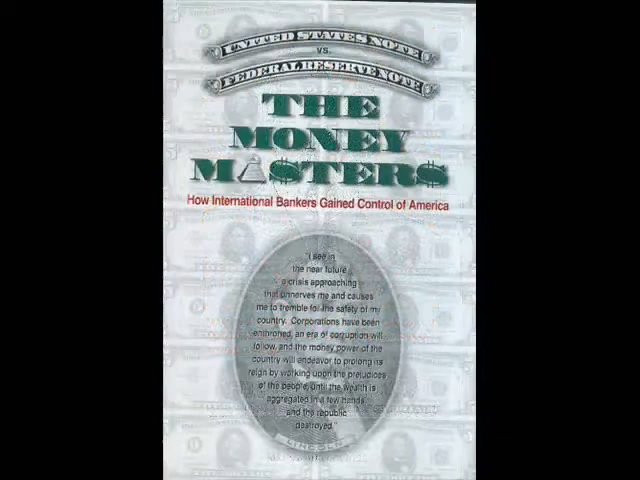 UNITED STATES NOTE
VS.
FEDERAL RESERVE NOTE
THE
MONEY
MA$TER$
How International Bankers Gained Control of America
"I see in
the near future
a crisis approaching
that unnerves me and causes
me to tremble for the safety of my
country. Corporations have been
enthroned, an era of corruption will
follow, and the money power of the
country will endeavor to prolong its
reign by working upon the prejudices
of the people, until the wealth is
aggregated in a few hands
and the republic
destroyed."
LINCOLN